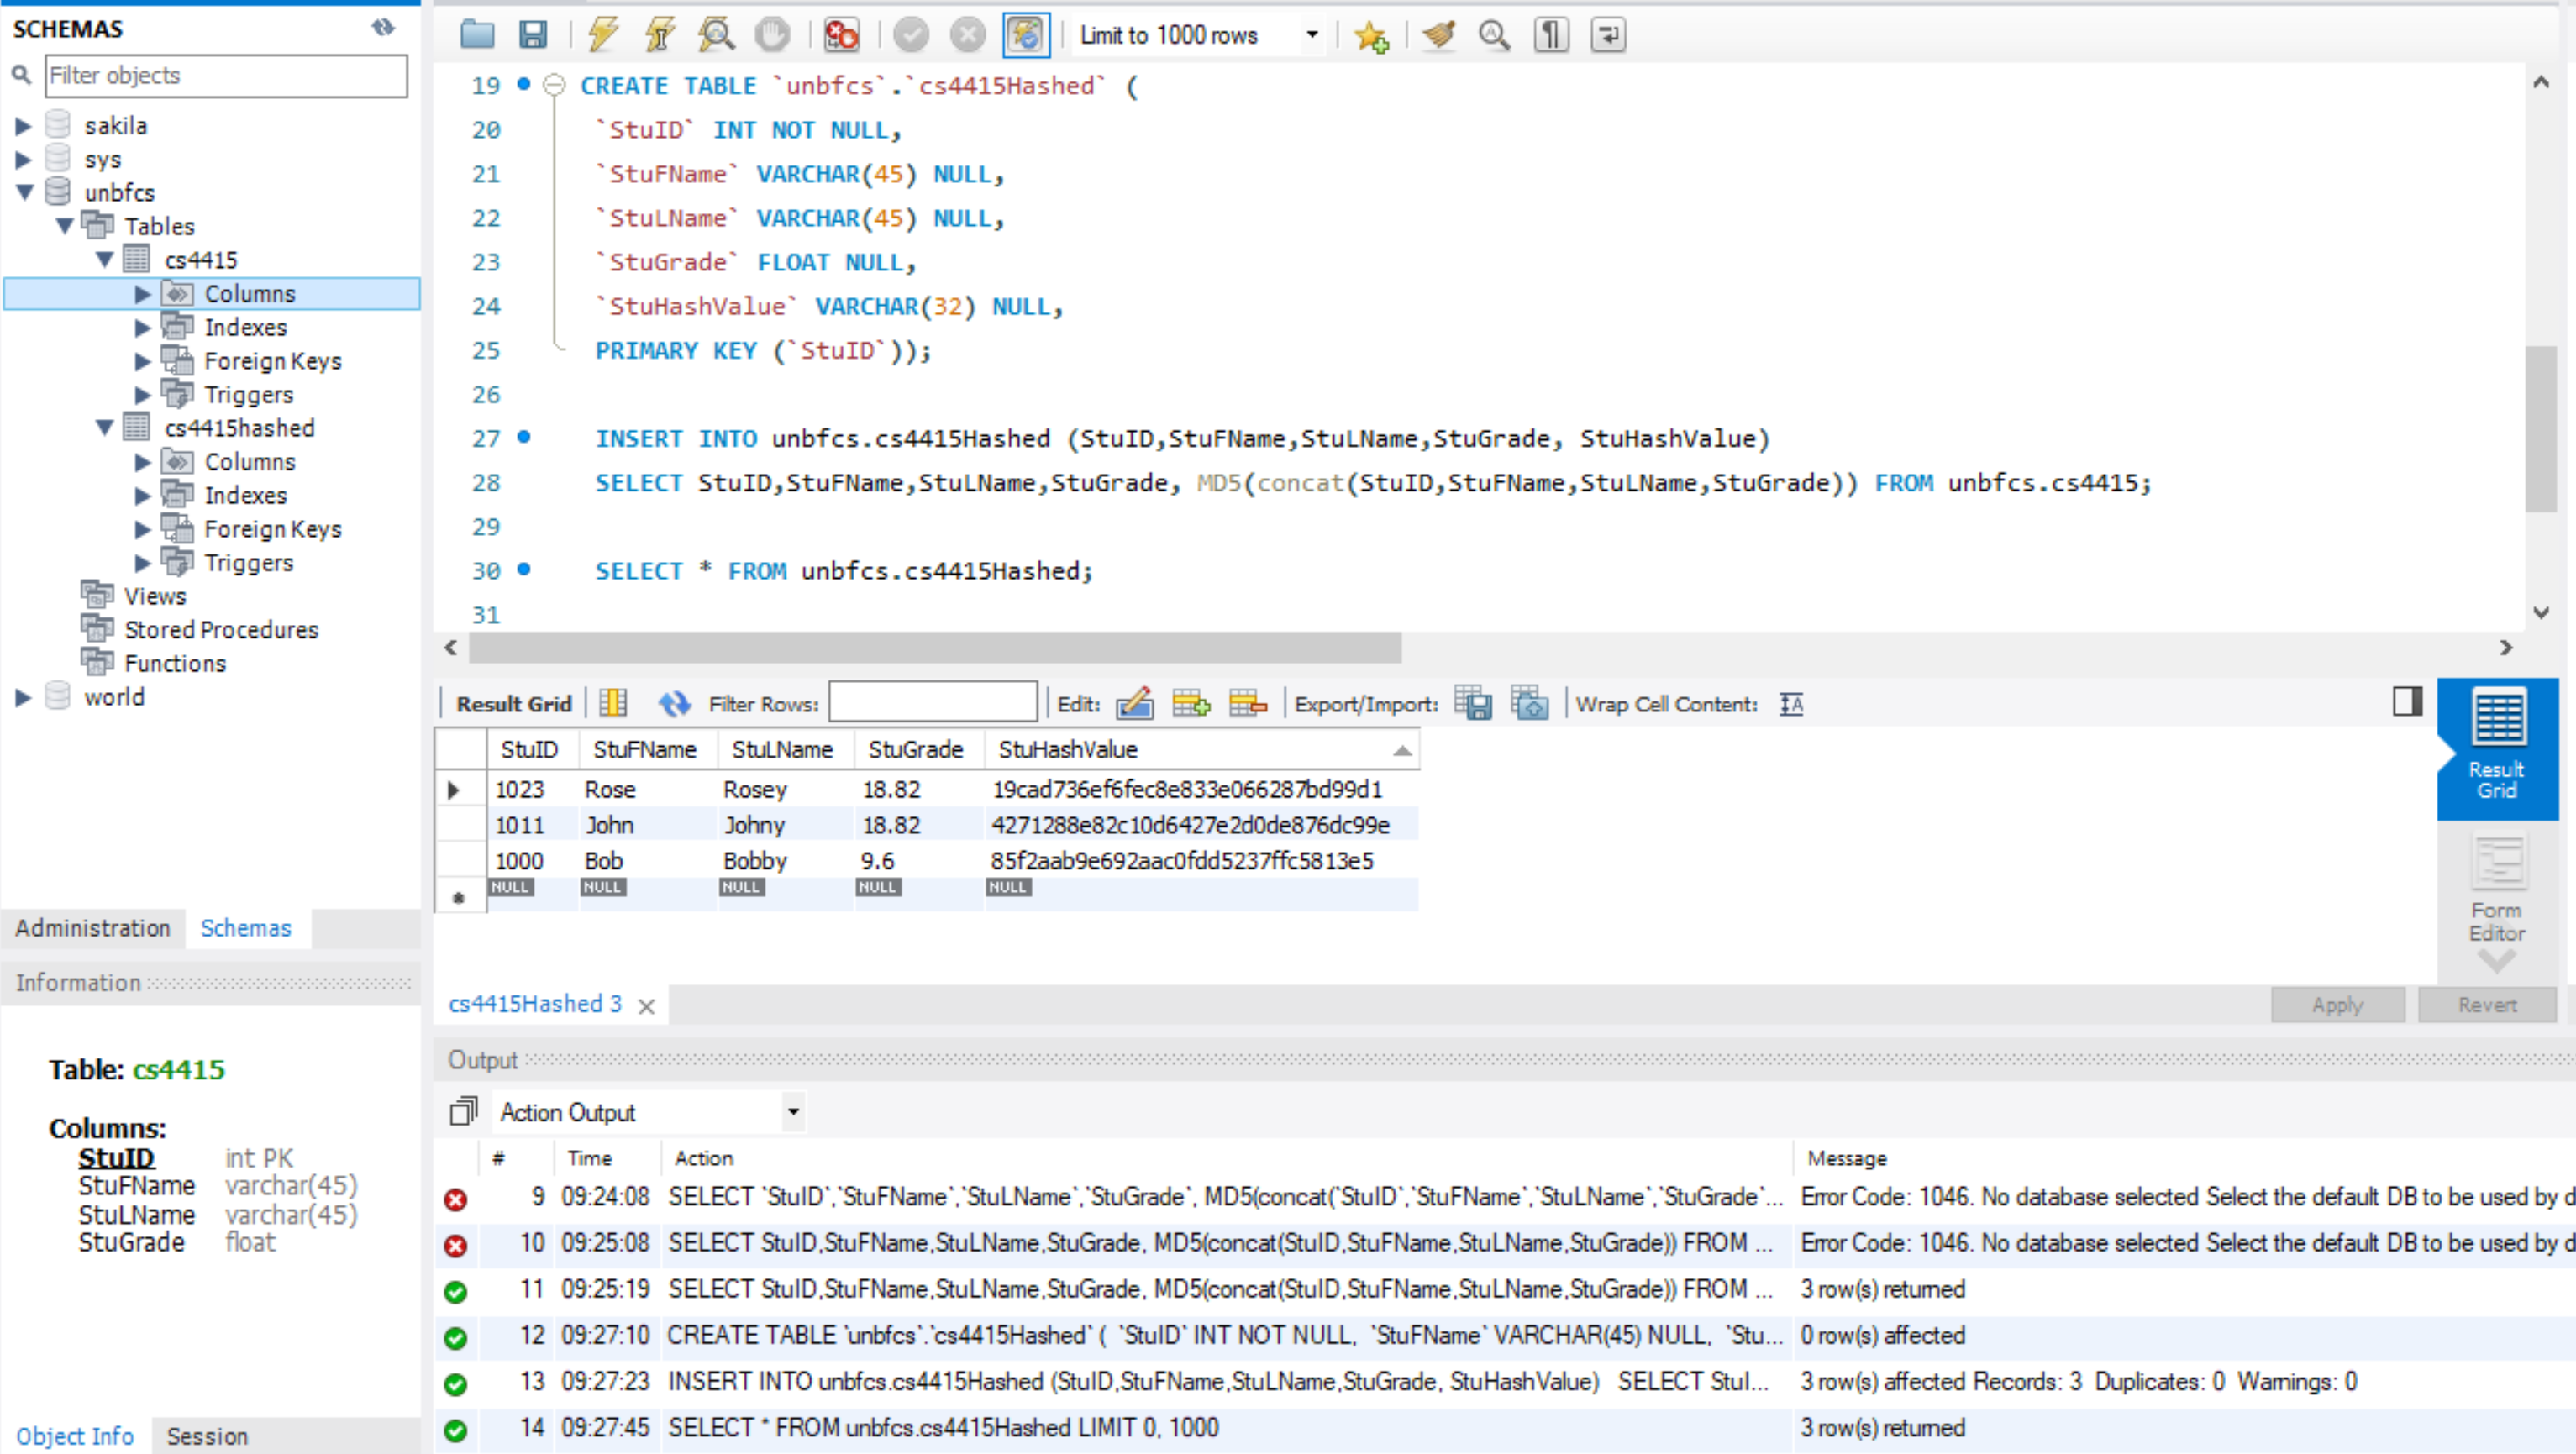 SCHEMAS
Filter objects
sakila
sys
unbfcs
Tables
cs4415
Columns
Indexes
Foreign Keys
Triggers
cs4415hashed
Columns
Indexes
Foreign Keys
Triggers
Views
Stored Procedures
Functions
world
Administration Schemas
Information
Table: cs4415
Columns:
StuID int PK
StuFName varchar(45)
StuLName varchar(45)
StuGrade float
Object Info Session
Limit to 1000 rows
19 CREATE TABLE `unbfcs`.`cs4415Hashed` (
20 `StuID` INT NOT NULL,
21 `StuFName` VARCHAR(45) NULL,
22 `StuLName` VARCHAR(45) NULL,
23 `StuGrade` FLOAT NULL,
24 `StuHashValue` VARCHAR(32) NULL,
25 PRIMARY KEY (`StuID`));
26
27 INSERT INTO unbfcs.cs4415Hashed (StuID,StuFName,StuLName,StuGrade, StuHashValue)
28 SELECT StuID,StuFName,StuLName,StuGrade, MD5(concat(StuID,StuFName,StuLName,StuGrade)) FROM unbfcs.cs4415;
29
30 SELECT * FROM unbfcs.cs4415Hashed;
31
Result Grid Filter Rows: Edit: Export/Import: Wrap Cell Content:
StuID StuFName StuLName StuGrade StuHashValue
1023 Rose Rosey 18.82 19cad736ef6fec8e833e066287bd99d1
1011 John Johny 18.82 4271288e82c10d6427e2d0de876dc99e
1000 Bob Bobby 9.6 85f2aab9e692aac0fdd5237ffc5813e5
NULL NULL NULL NULL NULL
Result
Grid
Form
Editor
cs4415Hashed 3
Apply Revert
Output
Action Output
# Time Action Message
9 09:24:08 SELECT `StuID`,`StuFName`,`StuLName`,`StuGrade`, MD5(concat(`StuID`,`StuFName`,`StuLName`,`StuGrade`... Error Code: 1046. No database selected Select the default DB to be used by d
10 09:25:08 SELECT StuID,StuFName,StuLName,StuGrade, MD5(concat(StuID,StuFName,StuLName,StuGrade)) FROM ... Error Code: 1046. No database selected Select the default DB to be used by d
11 09:25:19 SELECT StuID,StuFName,StuLName,StuGrade, MD5(concat(StuID,StuFName,StuLName,StuGrade)) FROM ... 3 row(s) returned
12 09:27:10 CREATE TABLE `unbfcs`.`cs4415Hashed` ( `StuID` INT NOT NULL, `StuFName` VARCHAR(45) NULL, `Stu... 0 row(s) affected
13 09:27:23 INSERT INTO unbfcs.cs4415Hashed (StuID,StuFName,StuLName,StuGrade, StuHashValue) SELECT StuI... 3 row(s) affected Records: 3 Duplicates: 0 Warnings: 0
14 09:27:45 SELECT * FROM unbfcs.cs4415Hashed LIMIT 0, 1000 3 row(s) returned